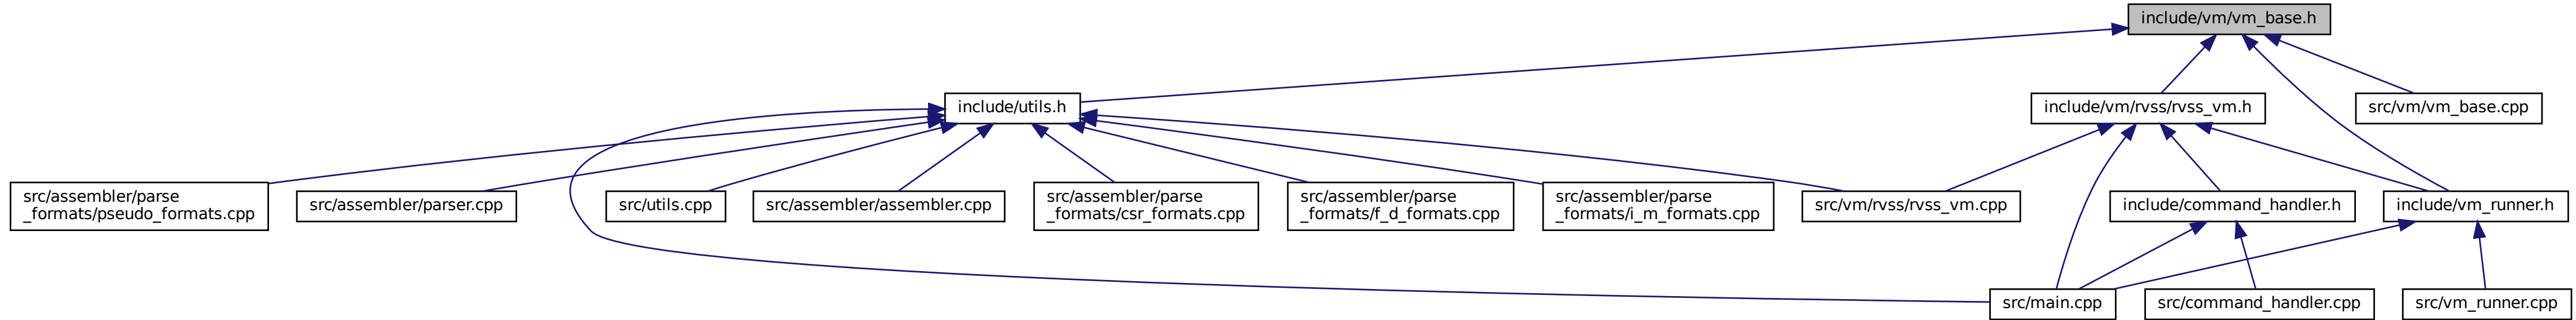 include/vm/vm_base.h
include/utils.h
include/vm/rvss/rvss_vm.h
src/vm/vm_base.cpp
src/assembler/parse
_formats/pseudo_formats.cpp
src/assembler/parser.cpp
src/utils.cpp
src/assembler/assembler.cpp
src/assembler/parse
_formats/csr_formats.cpp
src/assembler/parse
_formats/f_d_formats.cpp
src/assembler/parse
_formats/i_m_formats.cpp
src/vm/rvss/rvss_vm.cpp
include/command_handler.h
include/vm_runner.h
src/main.cpp
src/command_handler.cpp
src/vm_runner.cpp